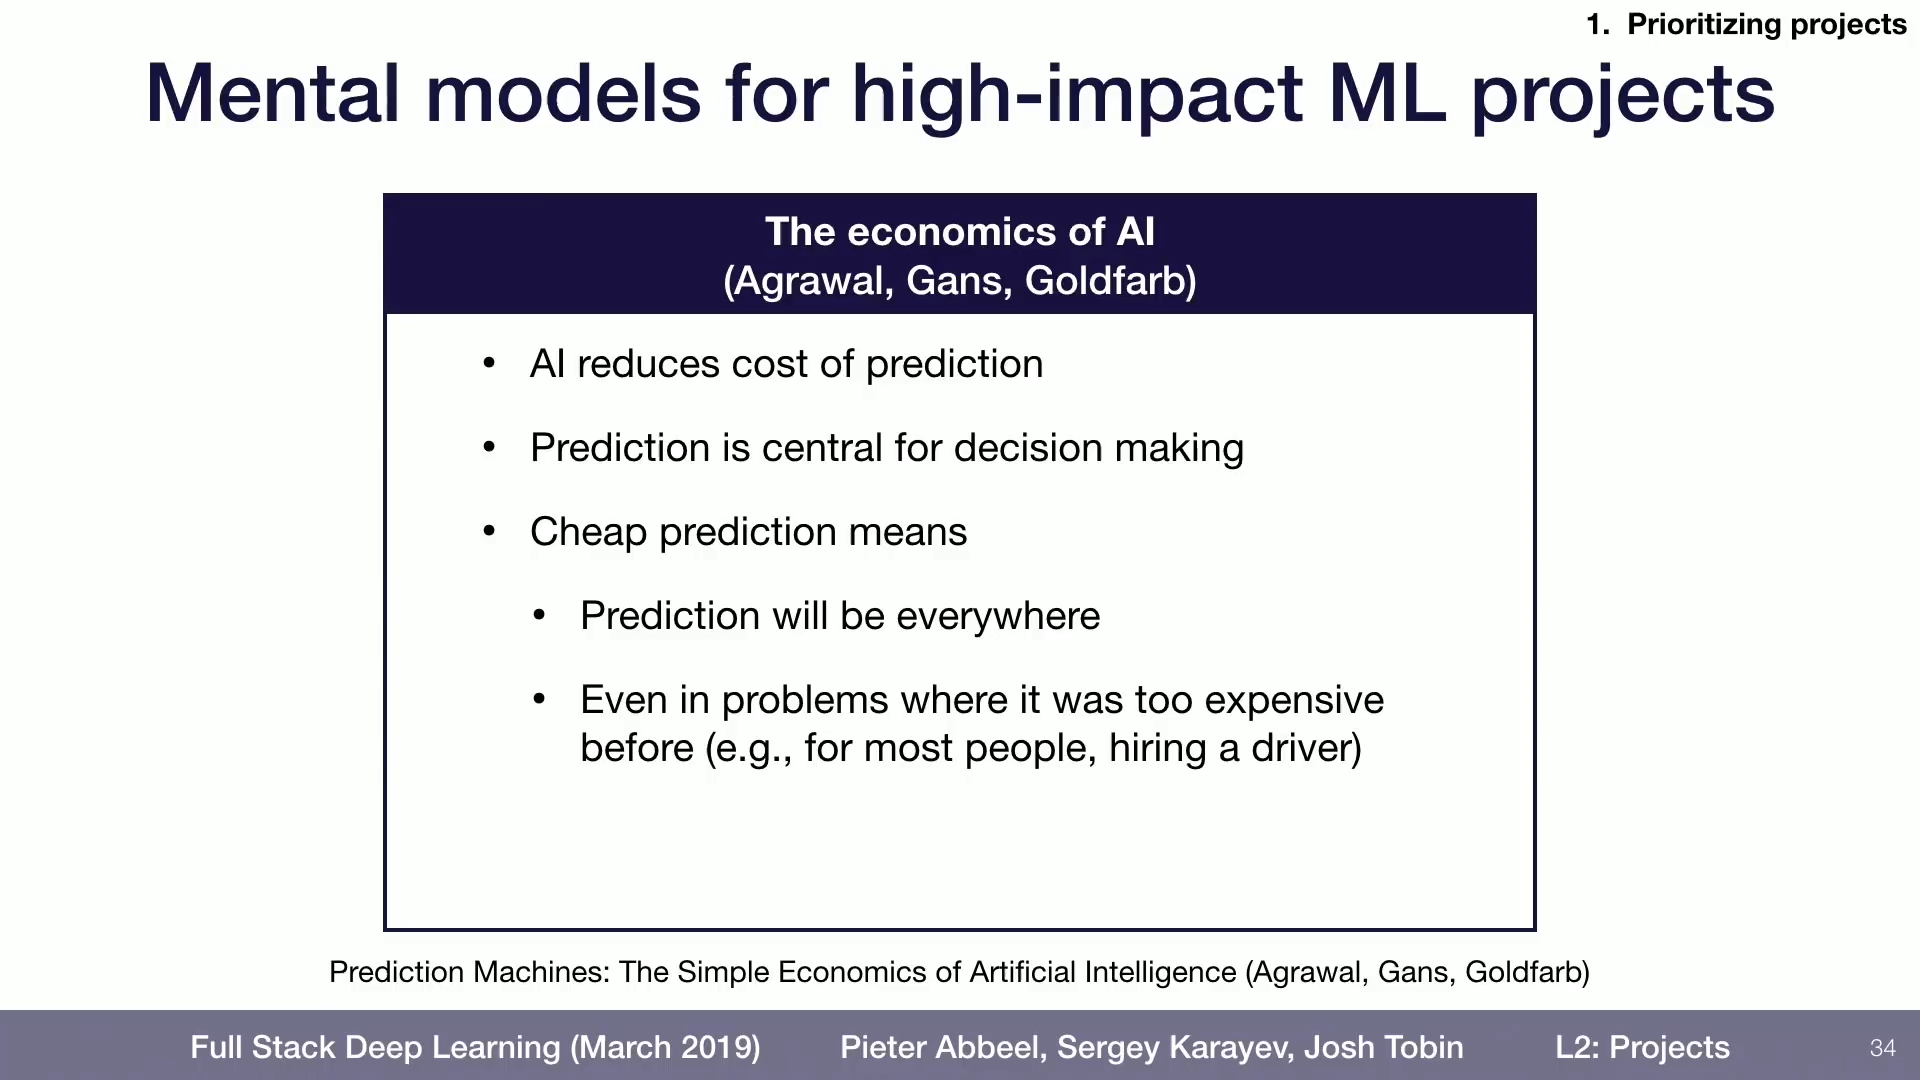 1. Prioritizing projects
Mental models for high-impact ML projects
The economics of AI
(Agrawal, Gans, Goldfarb)
• AI reduces cost of prediction
• Prediction is central for decision making
• Cheap prediction means
• Prediction will be everywhere
• Even in problems where it was too expensive
before (e.g., for most people, hiring a driver)
Prediction Machines: The Simple Economics of Artificial Intelligence (Agrawal, Gans, Goldfarb)
Full Stack Deep Learning (March 2019) Pieter Abbeel, Sergey Karayev, Josh Tobin L2: Projects 34